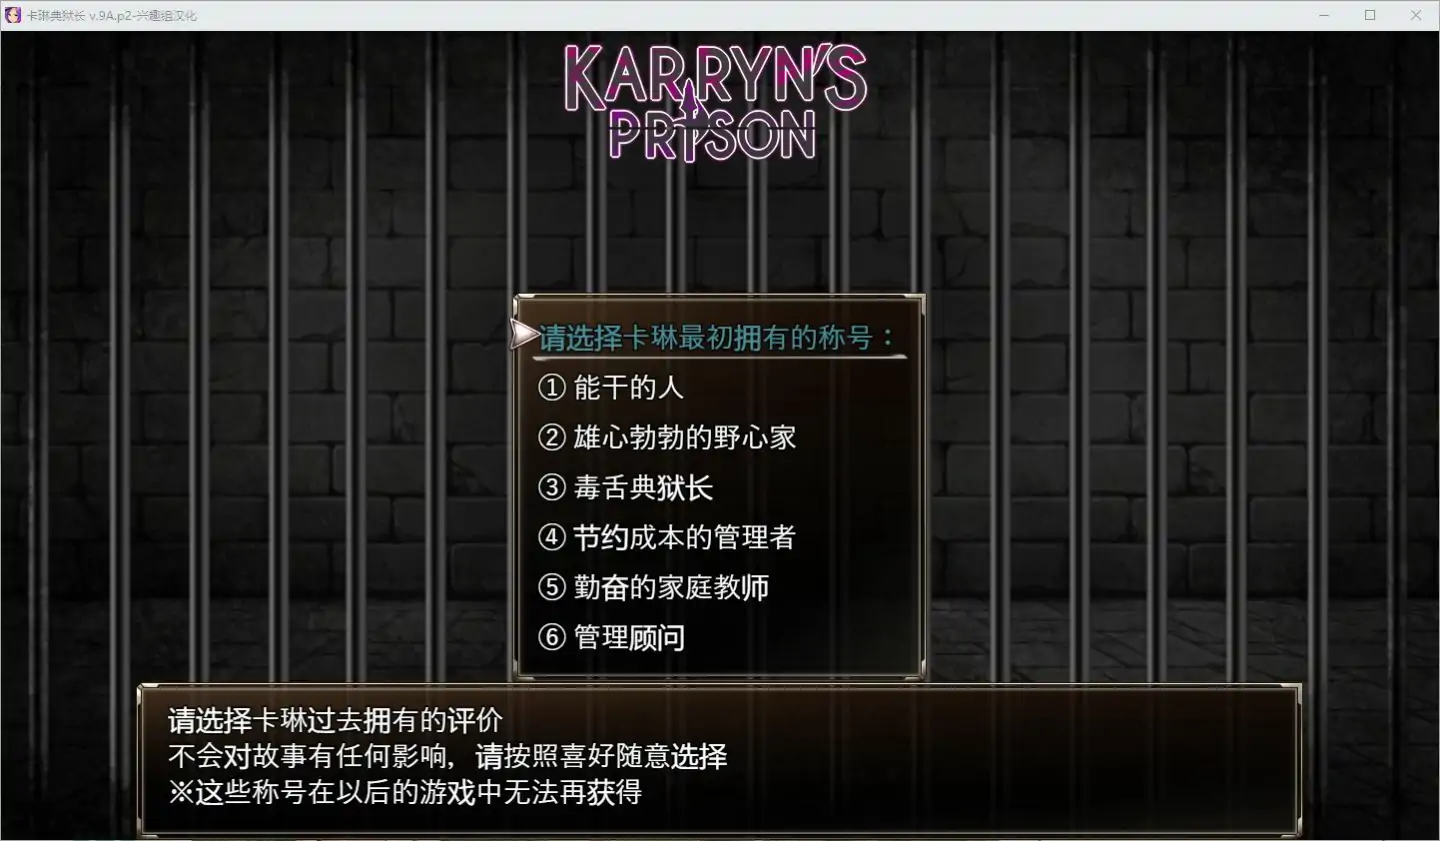 卡琳典狱长 v.9A.p2-兴趣组汉化
KARRYN'S
PRISON
请选择卡琳最初拥有的称号：
① 能干的人
② 雄心勃勃的野心家
③ 毒舌典狱长
④ 节约成本的管理者
⑤ 勤奋的家庭教师
⑥ 管理顾问
请选择卡琳过去拥有的评价
不会对故事有任何影响，请按照喜好随意选择
※这些称号在以后的游戏中无法再获得